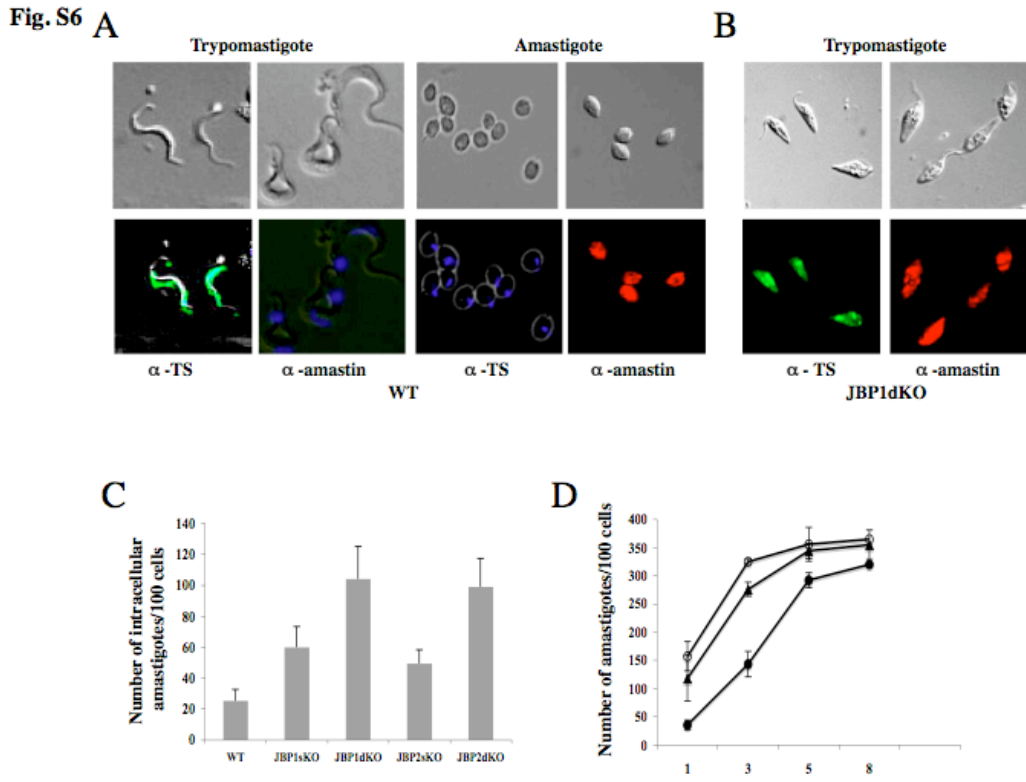 Fig. S6
A
Trypomastigote
Amastigote
α -TS
α -amastin
α -TS
α -amastin
WT
B
Trypomastigote
α - TS
α -amastin
JBP1dKO
C
Number of intracellular
amastigotes/100 cells
140
120
100
80
60
40
20
0
WT
JBP1sKO
JBP1dKO
JBP2sKO
JBP2dKO
D
Number of amastigotes/100 cells
400
350
300
250
200
150
100
50
0
1
3
5
8